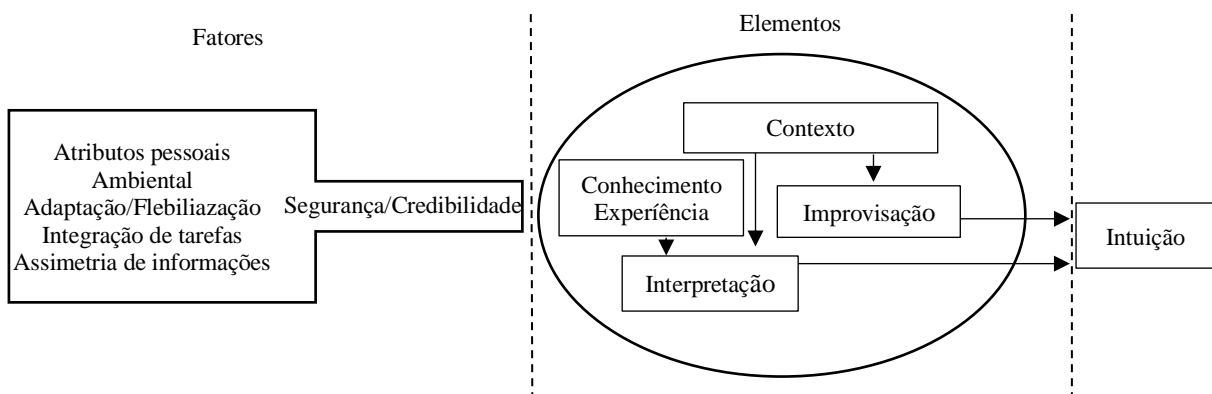 Fatores
Elementos
Atributos pessoais
Ambiental
Adaptação/Flebiliazação
Integração de tarefas
Assimetria de informações
Segurança/Credibilidade
Contexto
Conhecimento
Experíência
Improvisação
Interpretação
Intuição